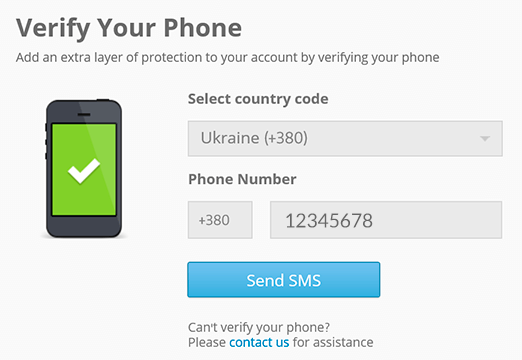 Verify Your Phone
Add an extra layer of protection to your account by verifying your phone
Select country code
Ukraine (+380)
Phone Number
+380 12345678
Send SMS
Can't verify your phone?
Please contact us for assistance